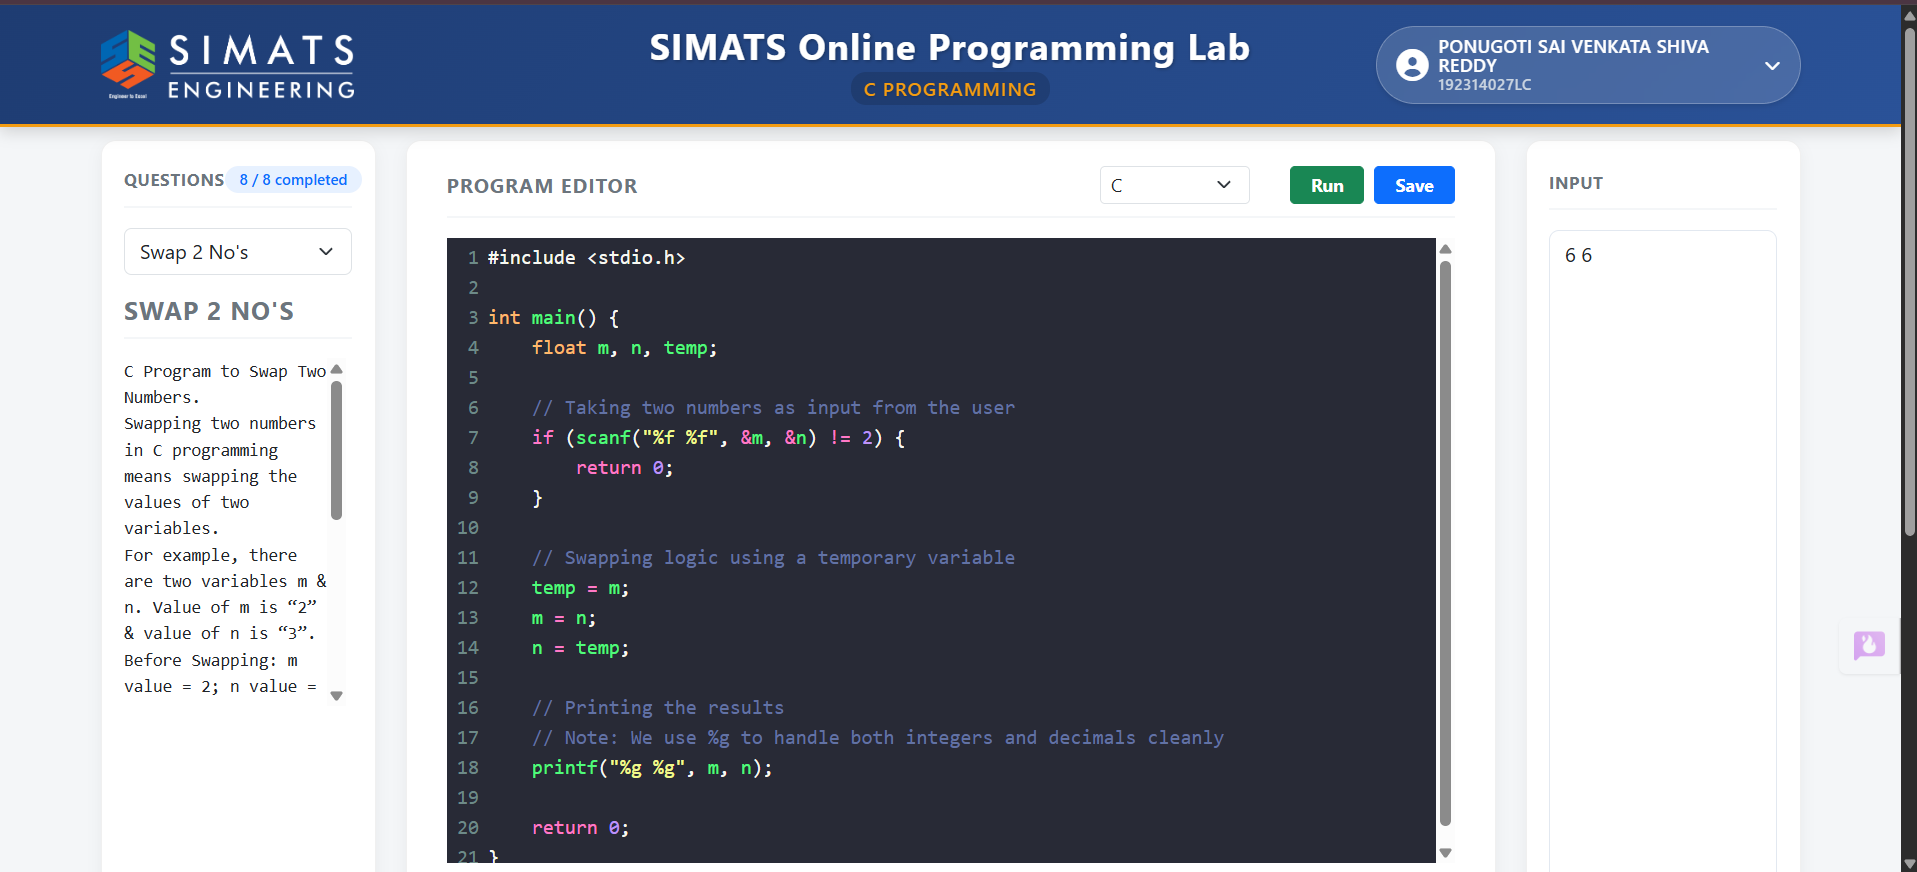 SIMATS
ENGINEERING
Engineer to Excel
SIMATS Online Programming Lab
C PROGRAMMING
PONUGOTI SAI VENKATA SHIVA
REDDY
192314027LC
QUESTIONS 8 / 8 completed
Swap 2 No's
SWAP 2 NO'S
C Program to Swap Two
Numbers.
Swapping two numbers
in C programming
means swapping the
values of two
variables.
For example, there
are two variables m &
n. Value of m is “2”
& value of n is “3”.
Before Swapping: m
value = 2; n value =
PROGRAM EDITOR
C
Run
Save
1 #include <stdio.h>
2
3 int main() {
4     float m, n, temp;
5
6     // Taking two numbers as input from the user
7     if (scanf("%f %f", &m, &n) != 2) {
8         return 0;
9     }
10
11     // Swapping logic using a temporary variable
12     temp = m;
13     m = n;
14     n = temp;
15
16     // Printing the results
17     // Note: We use %g to handle both integers and decimals cleanly
18     printf("%g %g", m, n);
19
20     return 0;
21 }
INPUT
6 6